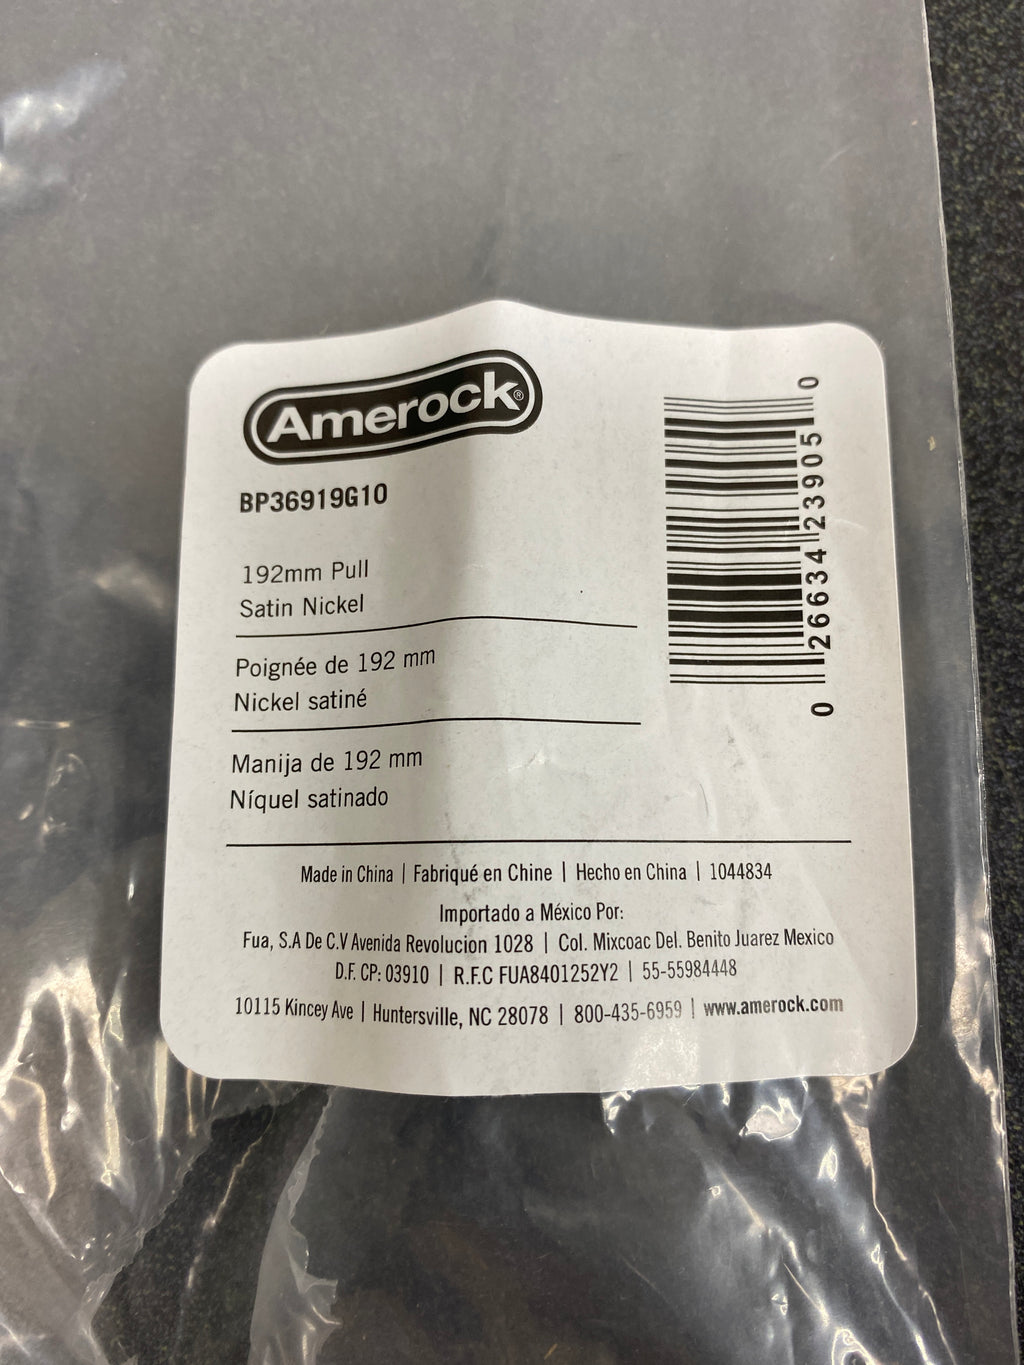 Amerock®
BP36919G10
192mm Pull
Satin Nickel
Poignée de 192 mm
Nickel satiné
Manija de 192 mm
Níquel satinado
0 26634 23905 0
Made in China | Fabriqué en Chine | Hecho en China | 1044834
Importado a México Por:
Fua, S.A De C.V Avenida Revolucion 1028 | Col. Mixcoac Del. Benito Juarez Mexico
D.F. CP: 03910 | R.F.C FUA8401252Y2 | 55-55984448
10115 Kincey Ave | Huntersville, NC 28078 | 800-435-6959 | www.amerock.com